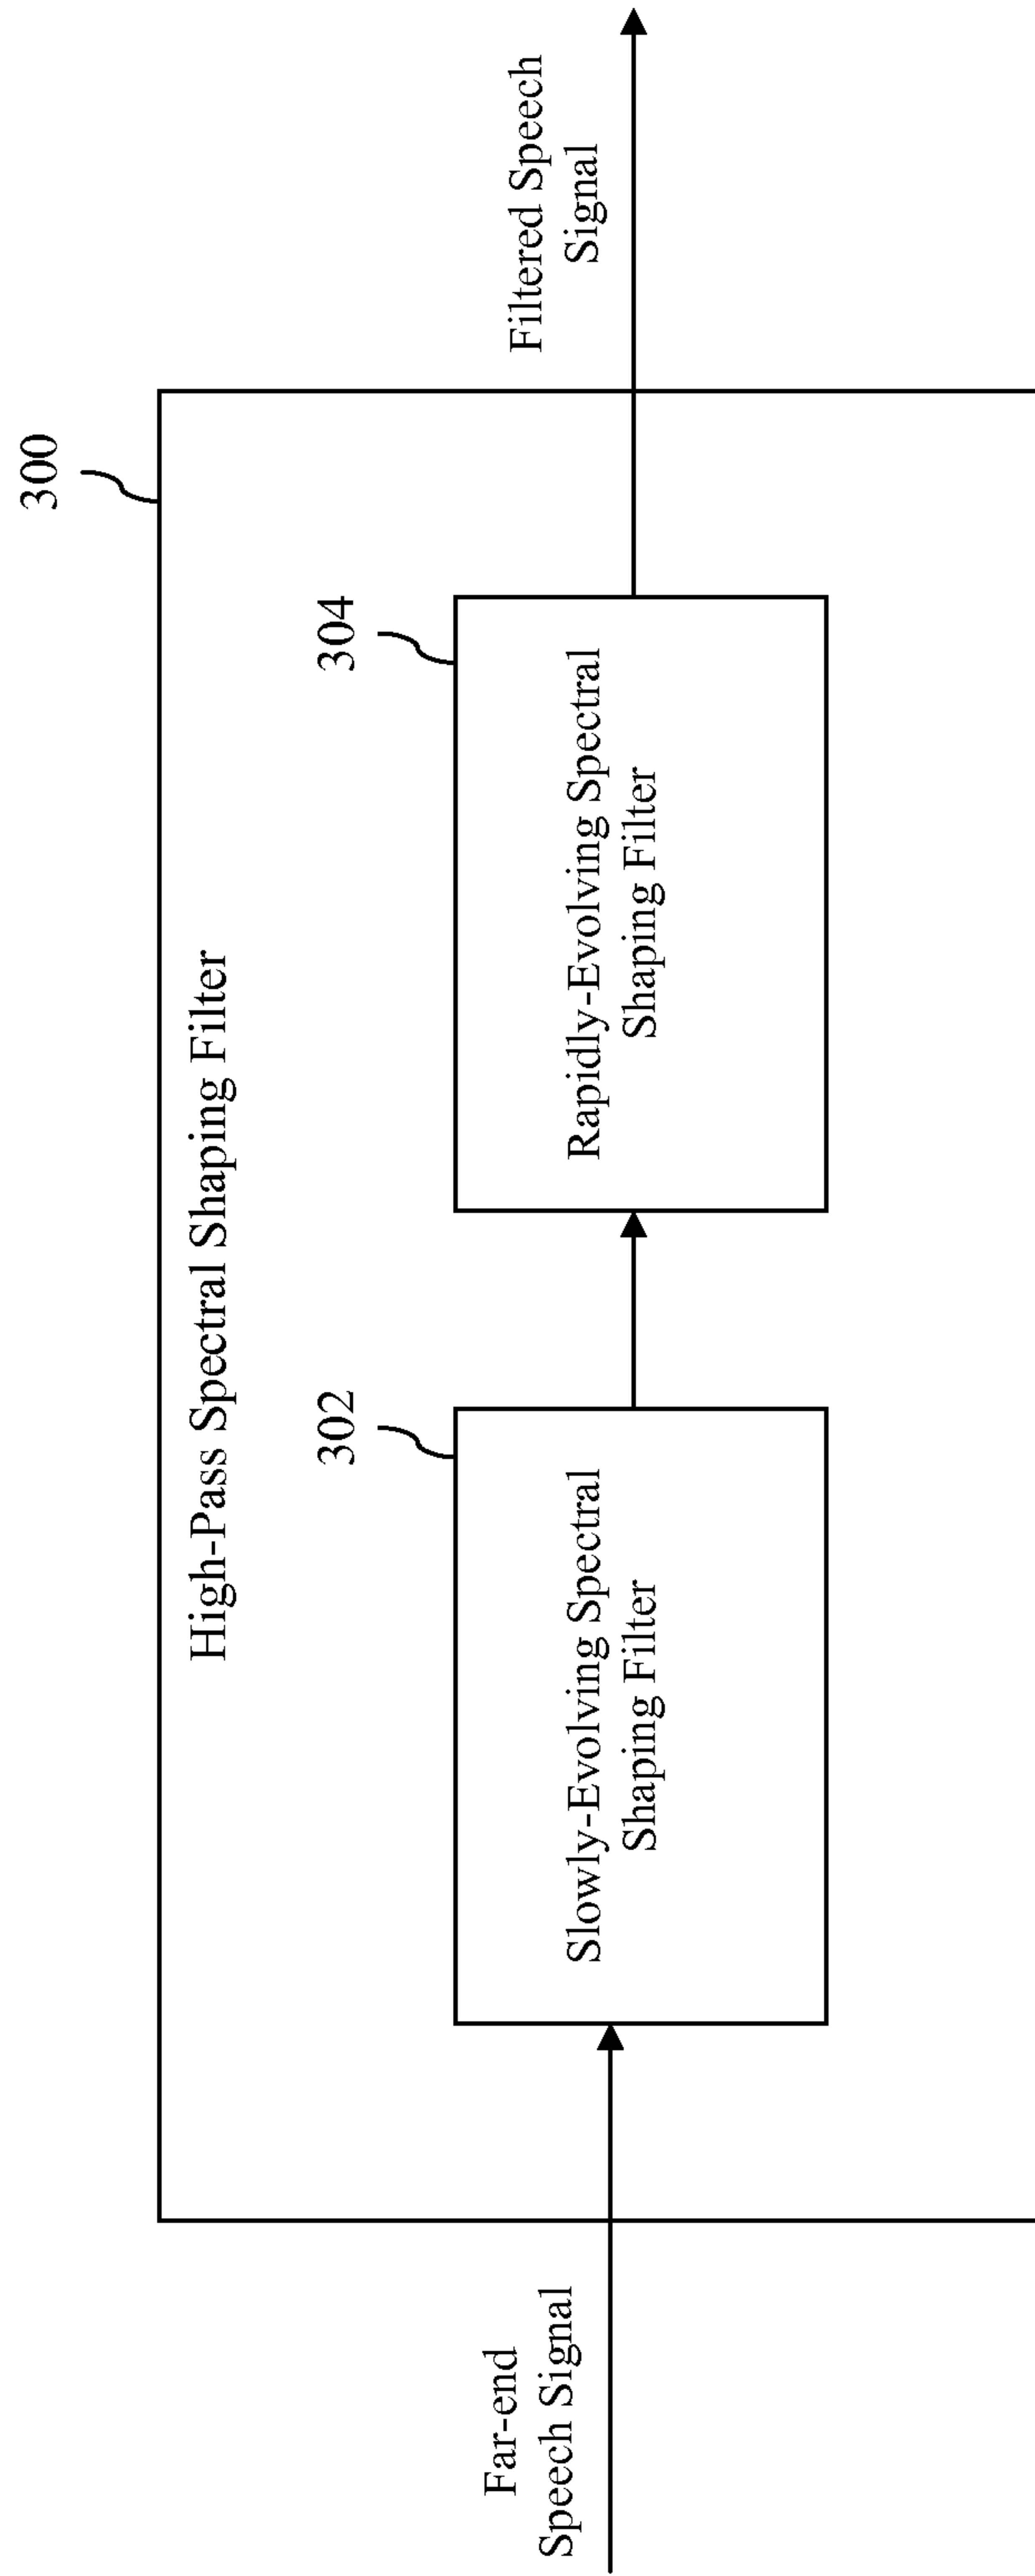 300
High-Pass Spectral Shaping Filter
302
304
Far-end
Speech Signal
Slowly-Evolving Spectral
Shaping Filter
Rapidly-Evolving Spectral
Shaping Filter
Filtered Speech
Signal